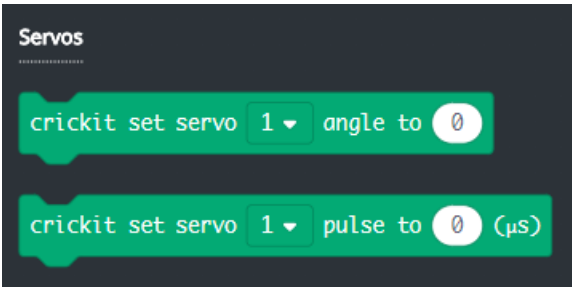 Servos
crickit set servo 1 angle to 0
crickit set servo 1 pulse to 0 (µs)